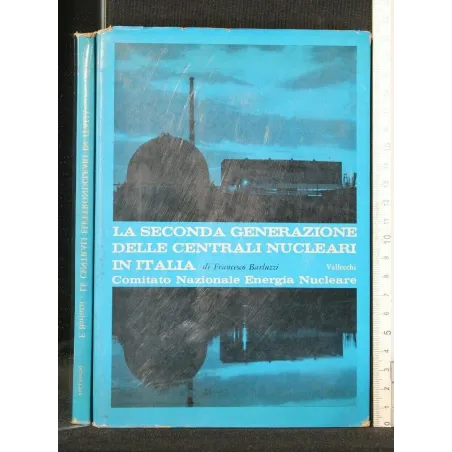 LA SECONDA GENERAZIONE
DELLE CENTRALI NUCLEARI
IN ITALIA di Francesco Barluzzi Vallecchi
Comitato Nazionale Energia Nucleare